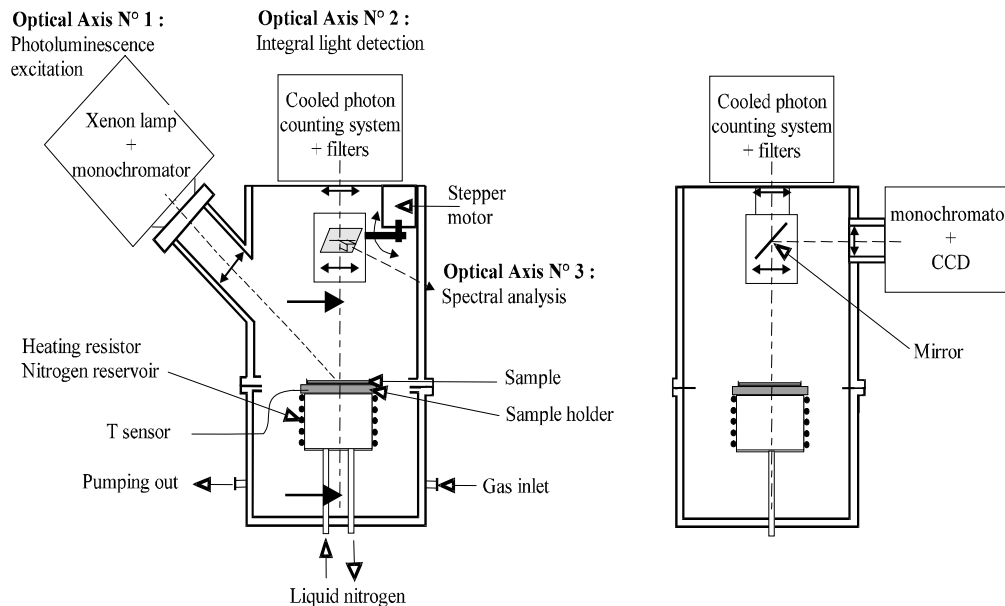 Optical Axis N° 1 :
Photoluminescence
excitation
Optical Axis N° 2 :
Integral light detection
Xenon lamp
+
monochromator
Cooled photon
counting system
+ filters
Stepper
motor
Optical Axis N° 3 :
Spectral analysis
Heating resistor
Nitrogen reservoir
Sample
Sample holder
T sensor
Pumping out
Gas inlet
Liquid nitrogen
Cooled photon
counting system
+ filters
monochromato
+
CCD
Mirror